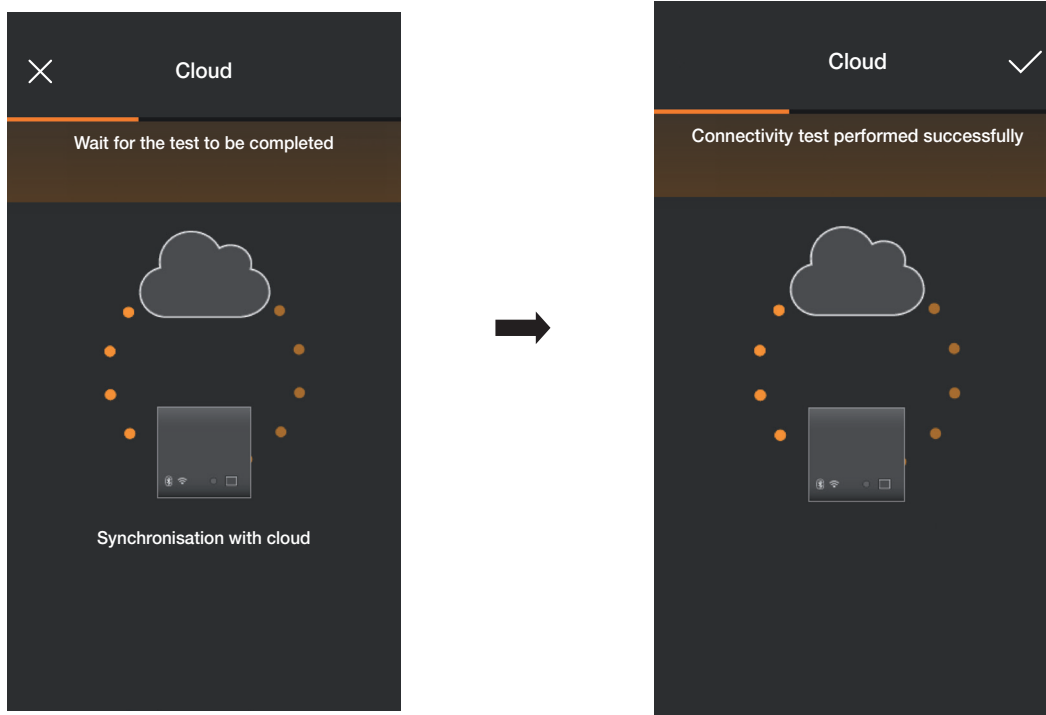 Cloud
Wait for the test to be completed
Synchronisation with cloud
Cloud
Connectivity test performed successfully